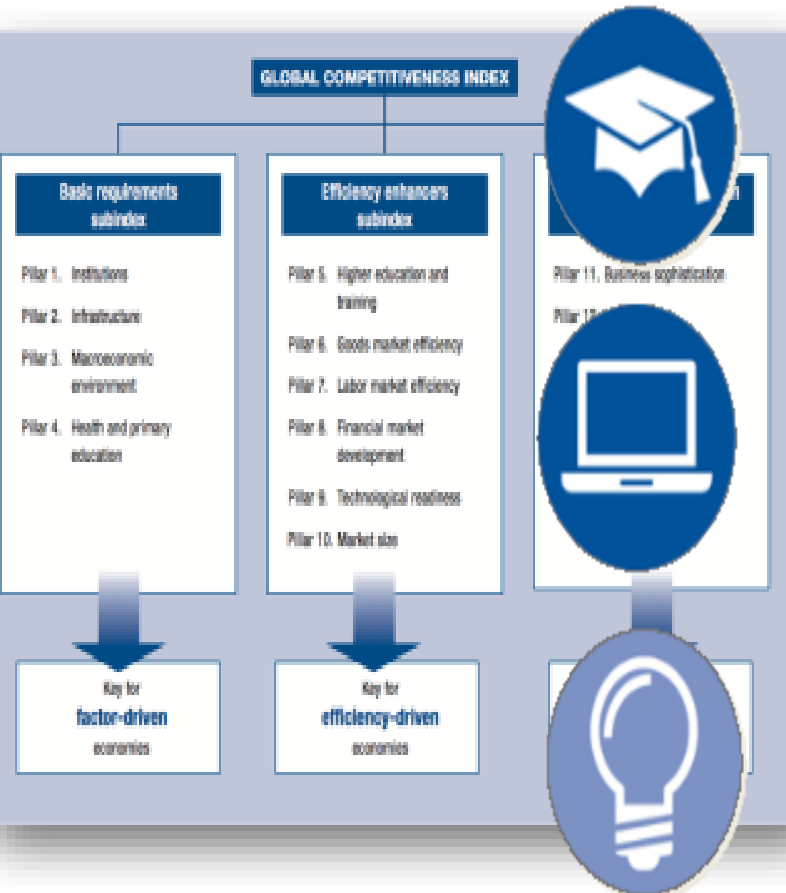 GLOBAL COMPETITIVENESS INDEX
Basic requirements
subindex
Pillar 1. Institutions
Pillar 2. Infrastructure
Pillar 3. Macroeconomic
environment
Pillar 4. Health and primary
education
Key for
factor-driven
economies
Efficiency enhancers
subindex
Pillar 5. Higher education and
training
Pillar 6. Goods market efficiency
Pillar 7. Labor market efficiency
Pillar 8. Financial market
development
Pillar 9. Technological readiness
Pillar 10. Market size
Key for
efficiency-driven
economies
Pillar 11. Business sophistication
Pillar